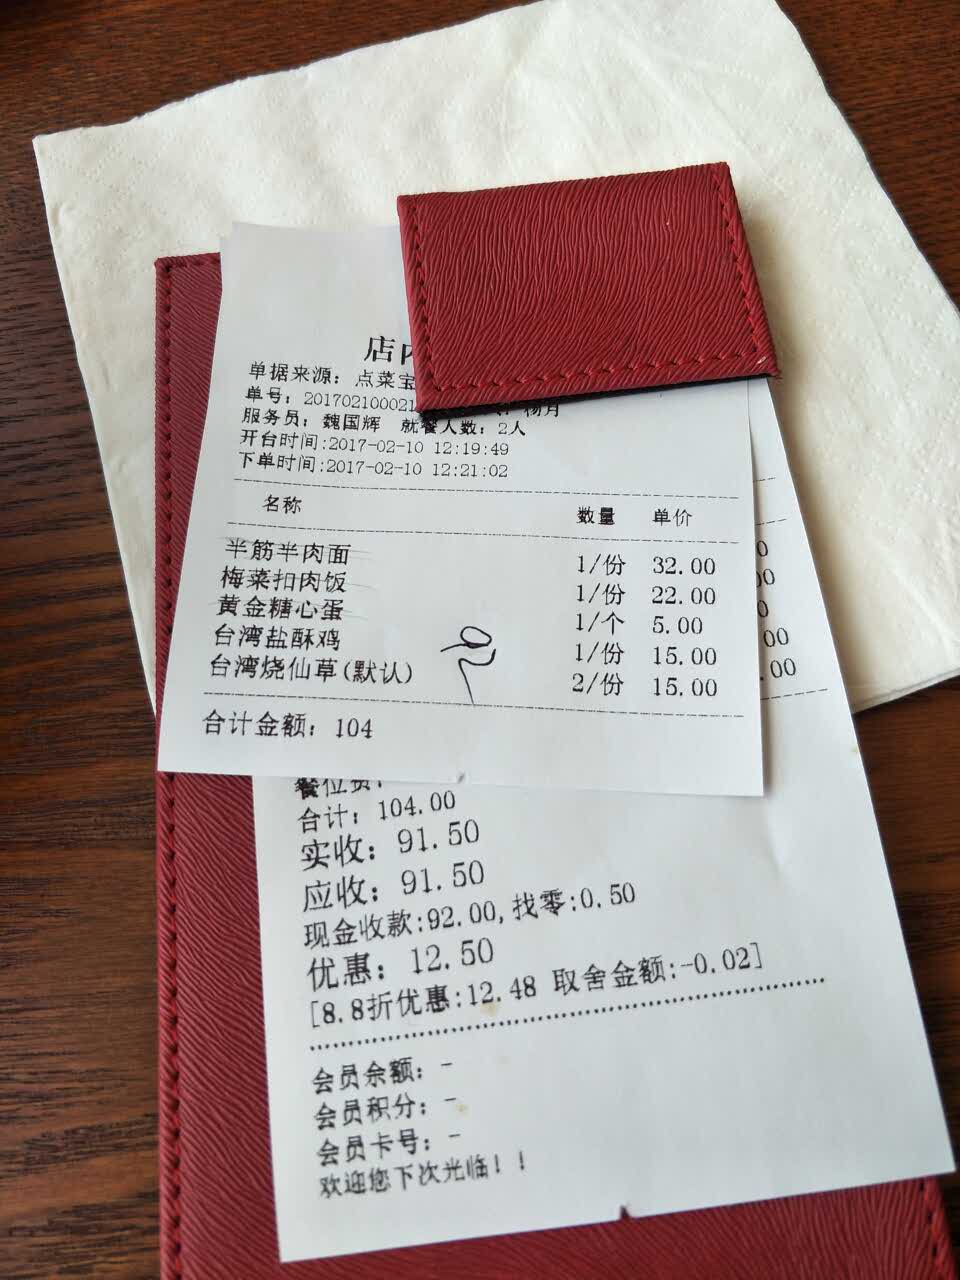 店内
单据来源：点菜宝
单号：201702100021 杨月
服务员：魏国辉 就餐人数：2人
开台时间:2017-02-10 12:19:49
下单时间:2017-02-10 12:21:02
名称 数量 单价
半筋半肉面 1/份 32.00
梅菜扣肉饭 1/份 22.00
黄金糖心蛋 1/个 5.00
台湾盐酥鸡 1/份 15.00
台湾烧仙草(默认) 2/份 15.00
合计金额：104
餐位费：
合计：104.00
实收：91.50
应收：91.50
现金收款:92.00,找零:0.50
优惠：12.50
[8.8折优惠:12.48 取舍金额:-0.02]
会员余额：-
会员积分：-
会员卡号：-
欢迎您下次光临！！